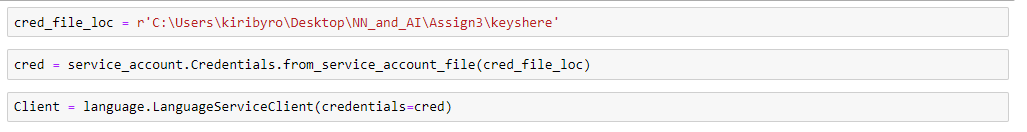 cred_file_loc = r'C:\Users\kiribyro\Desktop\NN_and_AI\Assign3\keyshere'
cred = service_account.Credentials.from_service_account_file(cred_file_loc)
Client = language.LanguageServiceClient(credentials=cred)